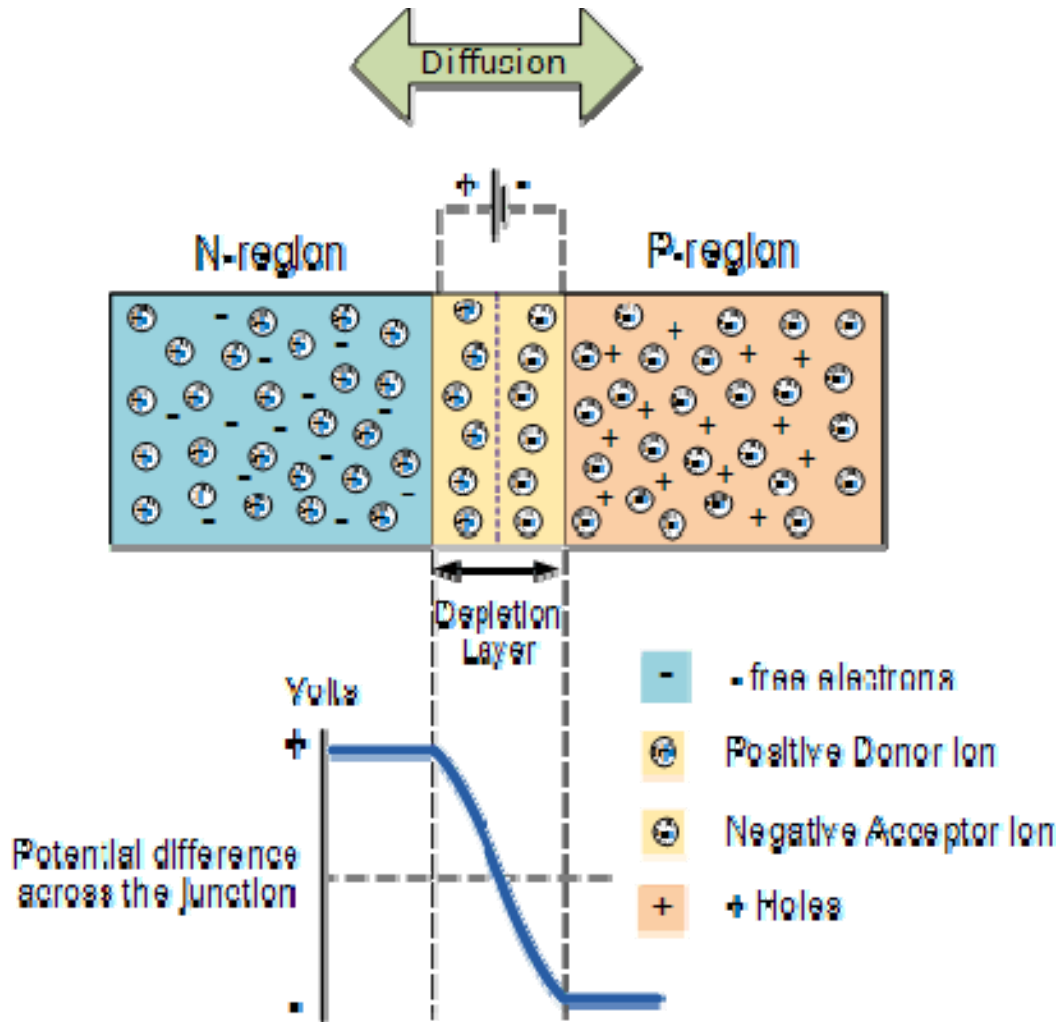 Diffusion
+ -
N-region
P-region
Depletion
Layer
Volts
+
Potential difference
across the junction
-
- - free electrons
Positive Donor Ion
Negative Acceptor Ion
+ + Holes